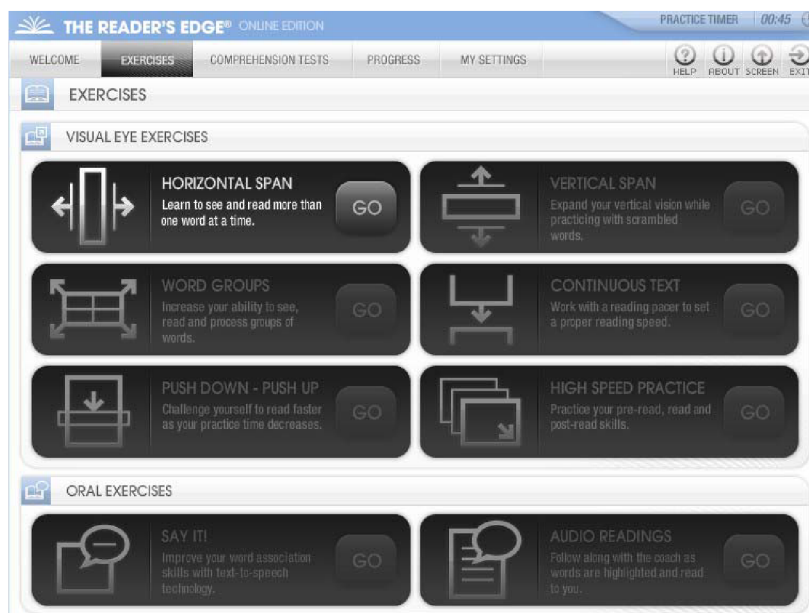 THE READER'S EDGE® ONLINE EDITION
PRACTICE TIMER 00:45
WELCOME EXERCISES COMPREHENSION TESTS PROGRESS MY SETTINGS
HELP ABOUT SCREEN EXIT
EXERCISES
VISUAL EYE EXERCISES
HORIZONTAL SPAN
Learn to see and read more than
one word at a time.
GO
VERTICAL SPAN
Expand your vertical vision while
practicing with scrambled
words.
GO
WORD GROUPS
Increase your ability to see,
read and process groups of
words.
GO
CONTINUOUS TEXT
Work with a reading pacer to set
a proper reading speed.
GO
PUSH DOWN - PUSH UP
Challenge yourself to read faster
as your practice time decreases.
GO
HIGH SPEED PRACTICE
Practice your pre-read, read and
post-read skills.
GO
ORAL EXERCISES
SAY IT!
Improve your word association
skills with text-to-speech
technology.
GO
AUDIO READINGS
Follow along with the coach as
words are highlighted and read
to you.
GO